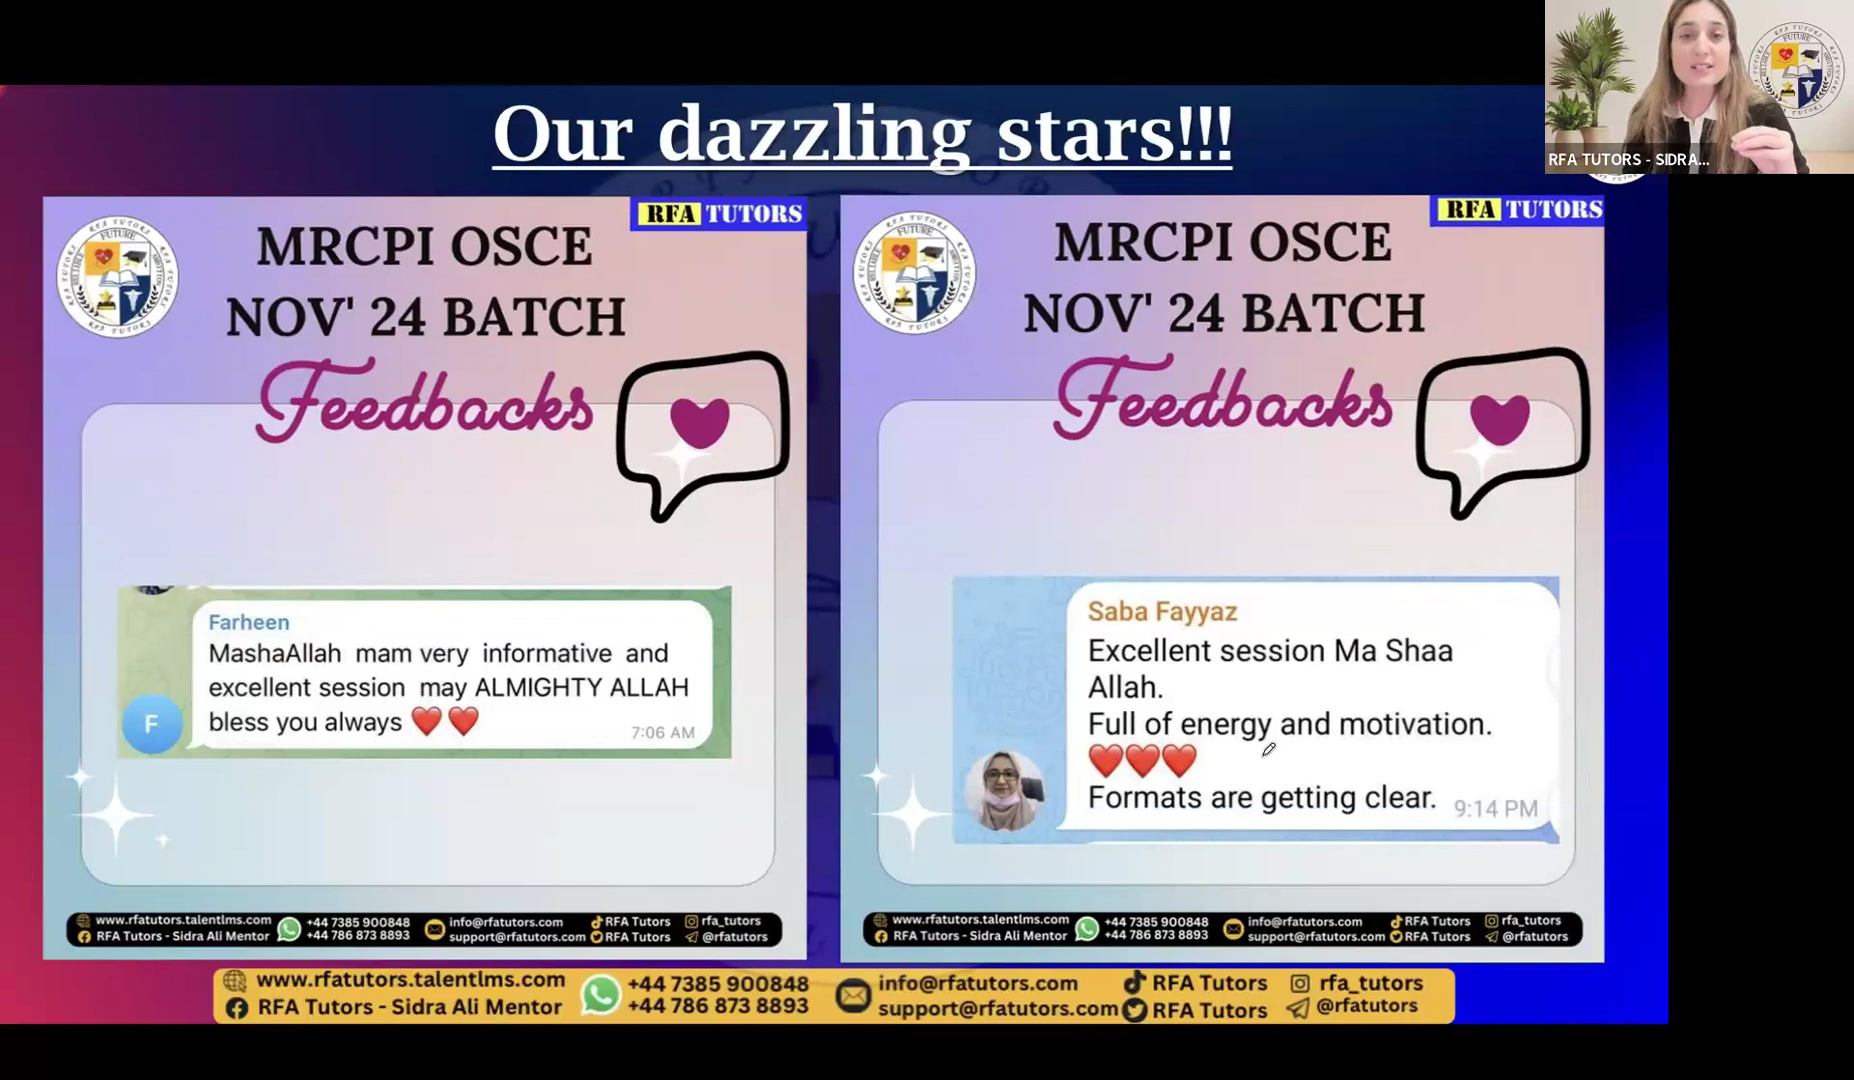 Our dazzling stars!!!
RFA TUTORS - SIDRA...
RFA TUTORS
MRCPI OSCE
NOV' 24 BATCH
Feedbacks
Farheen
MashaAllah mam very informative and
excellent session may ALMIGHTY ALLAH
bless you always ❤️❤️
7:06 AM
F
www.rfatutors.talentlms.com
RFA Tutors - Sidra Ali Mentor
+44 7385 900848
+44 786 873 8893
info@rfatutors.com
support@rfatutors.com
RFA Tutors
RFA Tutors
rfa_tutors
@rfatutors
RFA TUTORS
MRCPI OSCE
NOV' 24 BATCH
Feedbacks
Saba Fayyaz
Excellent session Ma Shaa
Allah.
Full of energy and motivation.
❤️❤️❤️
Formats are getting clear.
9:14 PM
www.rfatutors.talentlms.com
RFA Tutors - Sidra Ali Mentor
+44 7385 900848
+44 786 873 8893
info@rfatutors.com
support@rfatutors.com
RFA Tutors
RFA Tutors
rfa_tutors
@rfatutors
www.rfatutors.talentlms.com
RFA Tutors - Sidra Ali Mentor
+44 7385 900848
+44 786 873 8893
info@rfatutors.com
support@rfatutors.com
RFA Tutors
RFA Tutors
rfa_tutors
@rfatutors